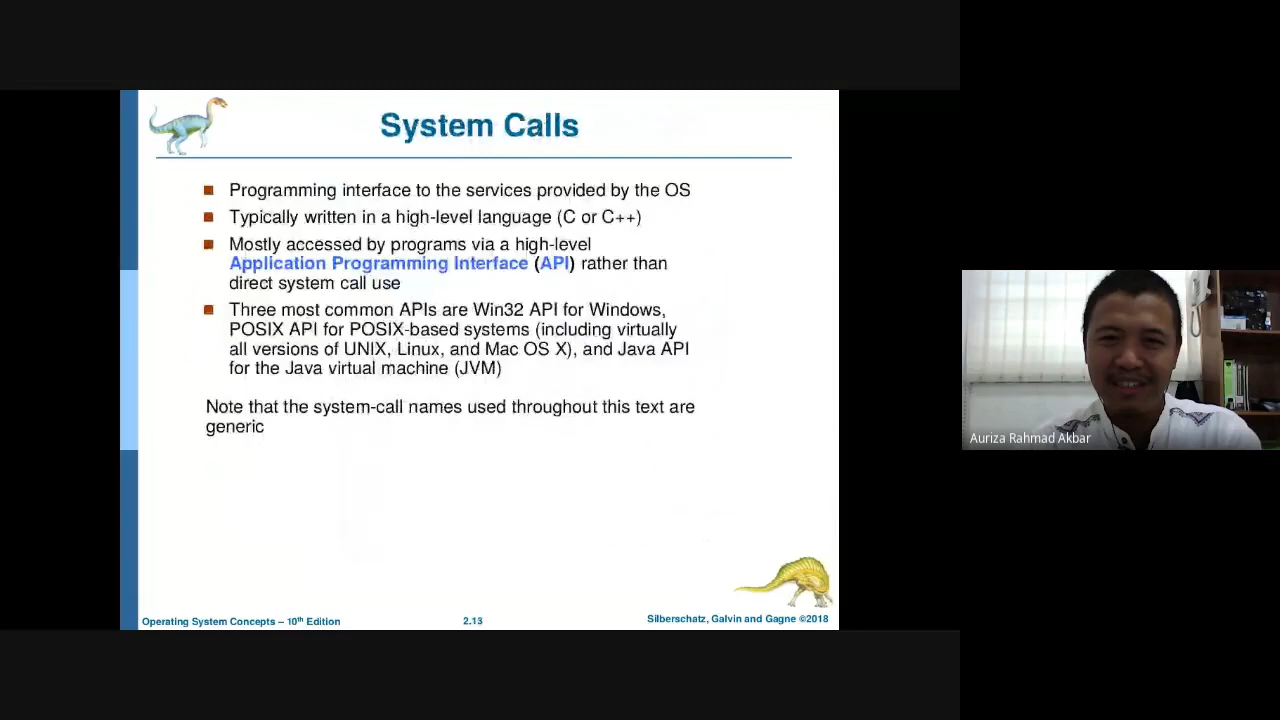 System Calls
Programming interface to the services provided by the OS
Typically written in a high-level language (C or C++)
Mostly accessed by programs via a high-level
Application Programming Interface (API) rather than
direct system call use
Three most common APIs are Win32 API for Windows,
POSIX API for POSIX-based systems (including virtually
all versions of UNIX, Linux, and Mac OS X), and Java API
for the Java virtual machine (JVM)
Note that the system-call names used throughout this text are
generic
Operating System Concepts – 10th Edition
2.13
Silberschatz, Galvin and Gagne ©2018
Auriza Rahmad Akbar